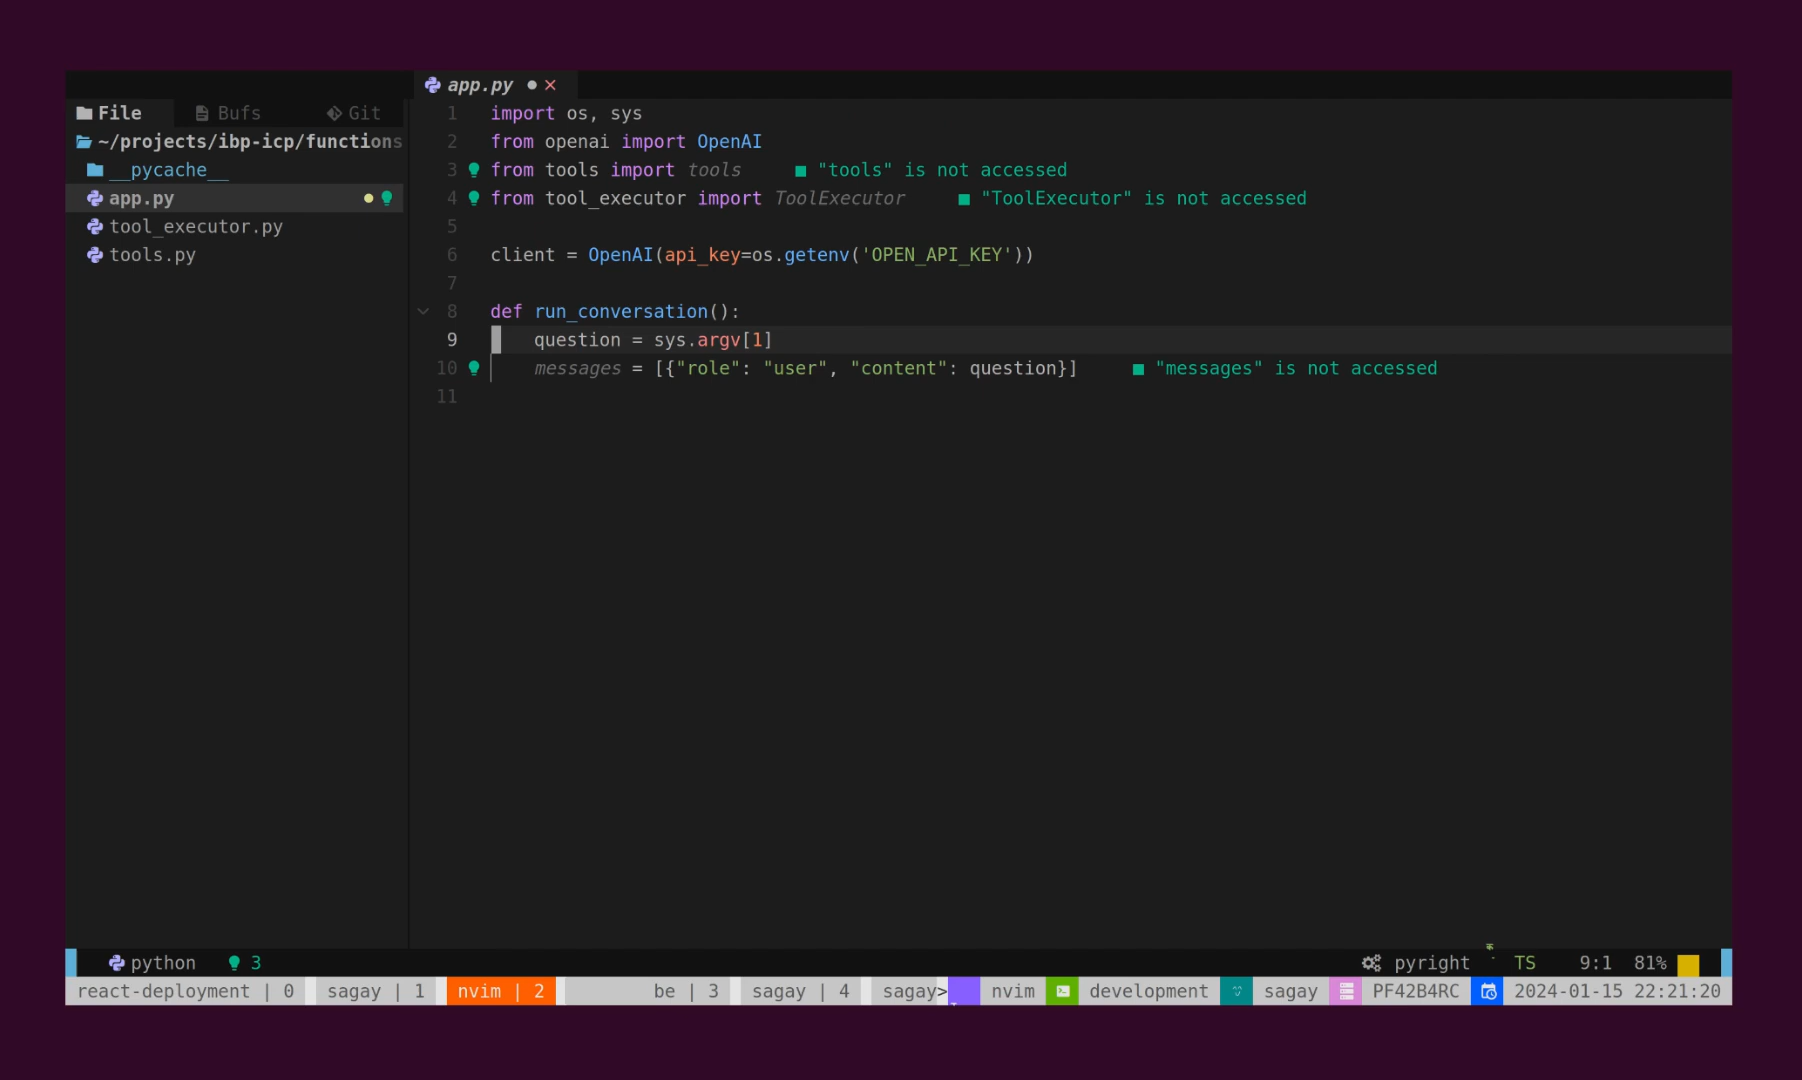 app.py
File Bufs Git
~/projects/ibp-icp/functions
__pycache__
app.py
tool_executor.py
tools.py
1 import os, sys
2 from openai import OpenAI
3 from tools import tools ■ "tools" is not accessed
4 from tool_executor import ToolExecutor ■ "ToolExecutor" is not accessed
5
6 client = OpenAI(api_key=os.getenv('OPEN_API_KEY'))
7
8 def run_conversation():
9 question = sys.argv[1]
10 messages = [{"role": "user", "content": question}] ■ "messages" is not accessed
11
python 3 pyright TS 9:1 81%
react-deployment | 0 sagay | 1 nvim | 2 be | 3 sagay | 4 sagay> nvim development sagay PF42B4RC 2024-01-15 22:21:20